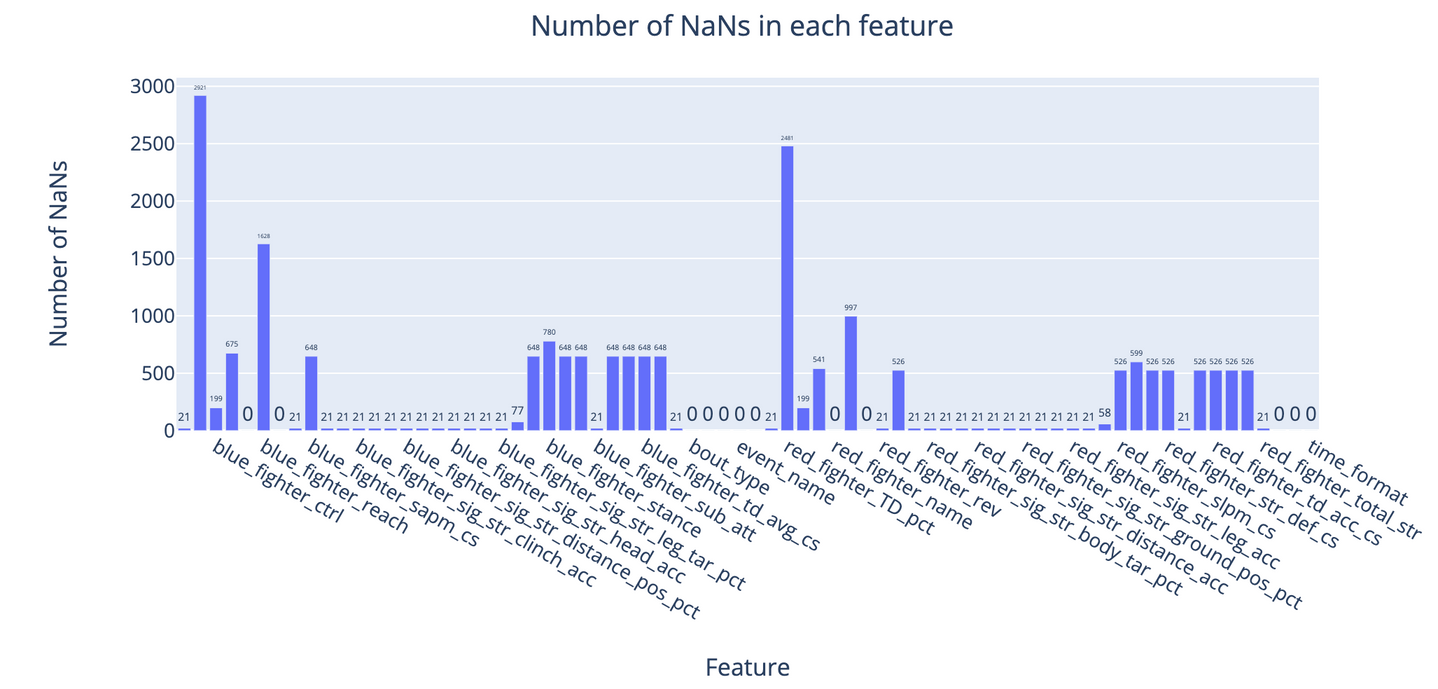 Number of NaNs in each feature
Number of NaNs
3000
2500
2000
1500
1000
500
0
21
2921
199
675
0
1628
0
21
648
21
21
21
21
21
21
21
21
21
21
21
21
77
648
780
648
648
21
648
648
648
648
21
0
0
0
0
0
21
2481
199
541
0
997
0
21
526
21
21
21
21
21
21
21
21
21
21
21
21
58
526
599
526
526
21
526
526
526
526
21
0
0
0
blue_fighter_ctrl
blue_fighter_reach
blue_fighter_sapm_cs
blue_fighter_sig_str_clinch_acc
blue_fighter_sig_str_distance_pos_pct
blue_fighter_sig_str_head_acc
blue_fighter_sig_str_leg_tar_pct
blue_fighter_stance
blue_fighter_sub_att
blue_fighter_td_avg_cs
bout_type
event_name
red_fighter_TD_pct
red_fighter_name
red_fighter_rev
red_fighter_sig_str_body_tar_pct
red_fighter_sig_str_distance_acc
red_fighter_sig_str_ground_pos_pct
red_fighter_sig_str_leg_acc
red_fighter_slpm_cs
red_fighter_str_def_cs
red_fighter_td_acc_cs
red_fighter_total_str
time_format
Feature